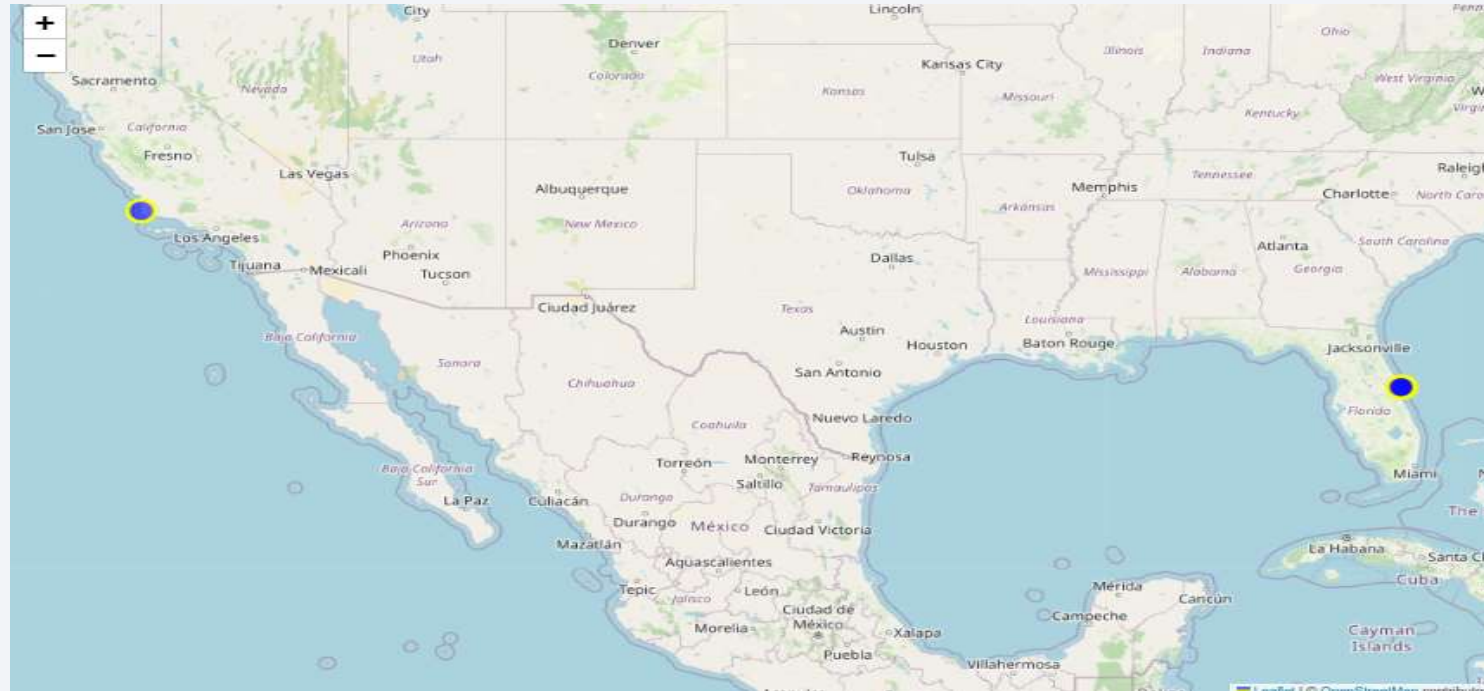 +
−
City
Lincoln
Ohio
Denver
Utah
Illinois
Indiana
Kansas City
Sacramento
Nevada
Colorado
Kansas
Missouri
West Virginia
San Jose
California
Kentucky
Fresno
Las Vegas
Tulsa
Raleigh
Albuquerque
Oklahoma
Memphis
Tennessee
Charlotte
North Caro
Arkansas
Arizona
New Mexico
Los Angeles
Phoenix
Dallas
Atlanta
South Carolina
Tijuana
Mexicali
Tucson
Mississippi
Alabama
Georgia
Ciudad Juárez
Texas
Louisiana
Baja California
Austin
Houston
Baton Rouge
Jacksonville
Sonora
Chihuahua
San Antonio
Florida
Coahuila
Nuevo Laredo
Torreón
Monterrey
Reynosa
Baja California
Sur
Saltillo
Tamaulipas
Miami
La Paz
Culiacán
Durango
The
Durango
México
Ciudad Victoria
Mazatlán
La Habana
Santa Cl
Aguascalientes
Cuba
Tepic
León
Jalisco
Mérida
Cancún
Ciudad de
México
Campeche
Morelia
Xalapa
Cayman
Islands
Puebla
Villahermosa
Leaflet | © OpenStreetMap